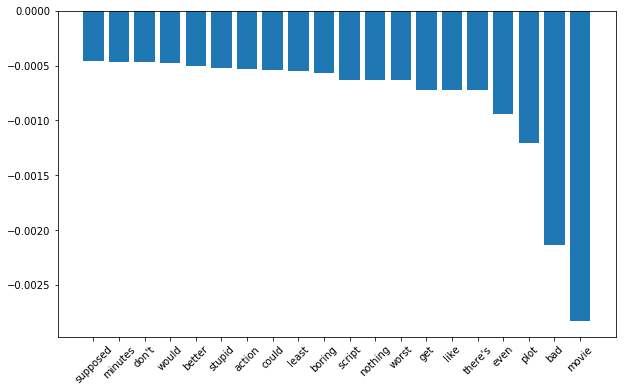 0.0000
−0.0005
−0.0010
−0.0015
−0.0020
−0.0025
supposed
minutes
don't
would
better
stupid
action
could
least
boring
script
nothing
worst
get
like
there's
even
plot
bad
movie